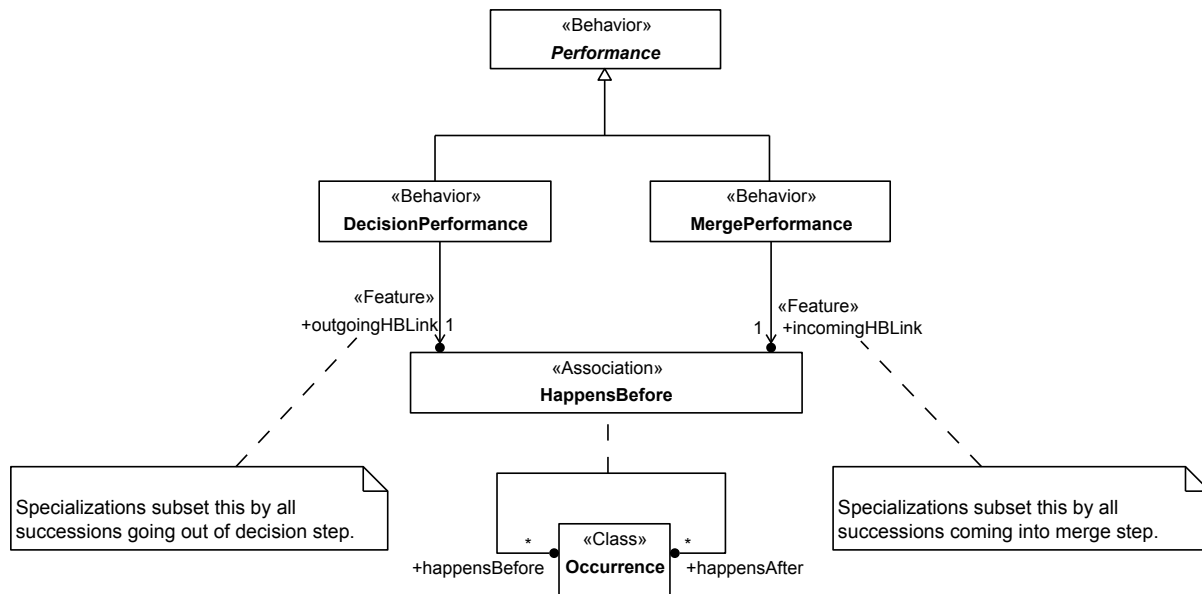 «Behavior»
Performance
«Behavior»
DecisionPerformance
«Behavior»
MergePerformance
«Feature»
+outgoingHBLink 1
«Feature»
1 +incomingHBLink
«Association»
HappensBefore
Specializations subset this by all
successions going out of decision step.
Specializations subset this by all
successions coming into merge step.
* «Class» *
+happensBefore Occurrence +happensAfter